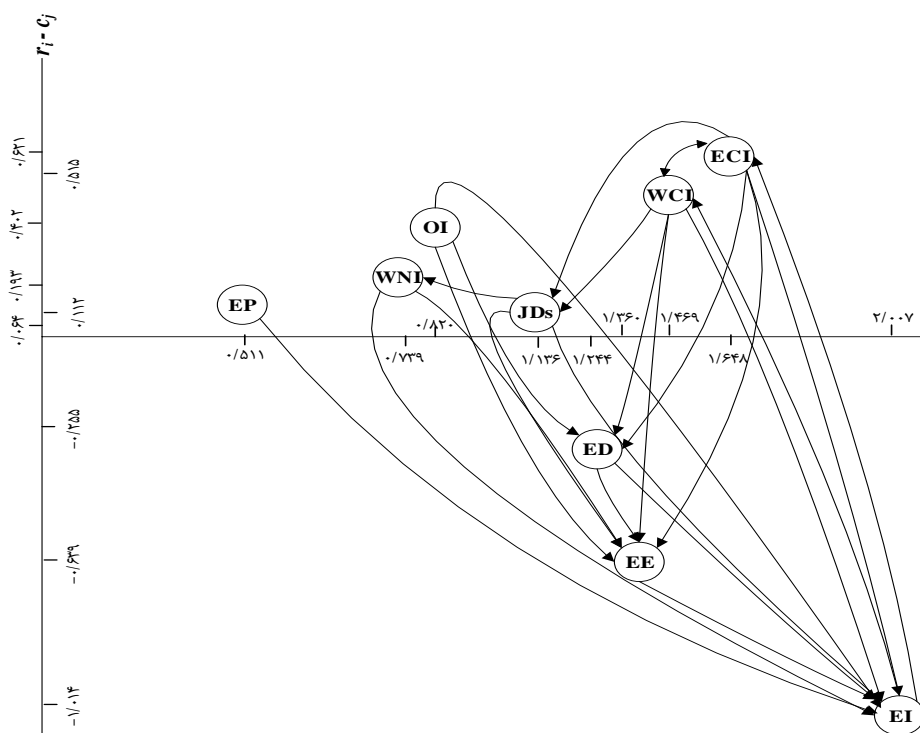 r_i - c_j
۰/۶۲۱
۰/۵۱۵
ECI
WCI
۰/۴۰۲
OI
۰/۱۹۳
WNI
EP
۰/۱۱۲
JDs
۰/۰۶۴
۰/۸۲۰
۱/۳۶۰
۱/۴۶۹
۲/۰۰۷
۰/۵۱۱
۰/۷۳۹
۱/۱۳۶
۱/۲۴۴
۱/۶۴۸
-۰/۲۵۵
ED
-۰/۶۳۹
EE
-۱/۰۱۴
EI